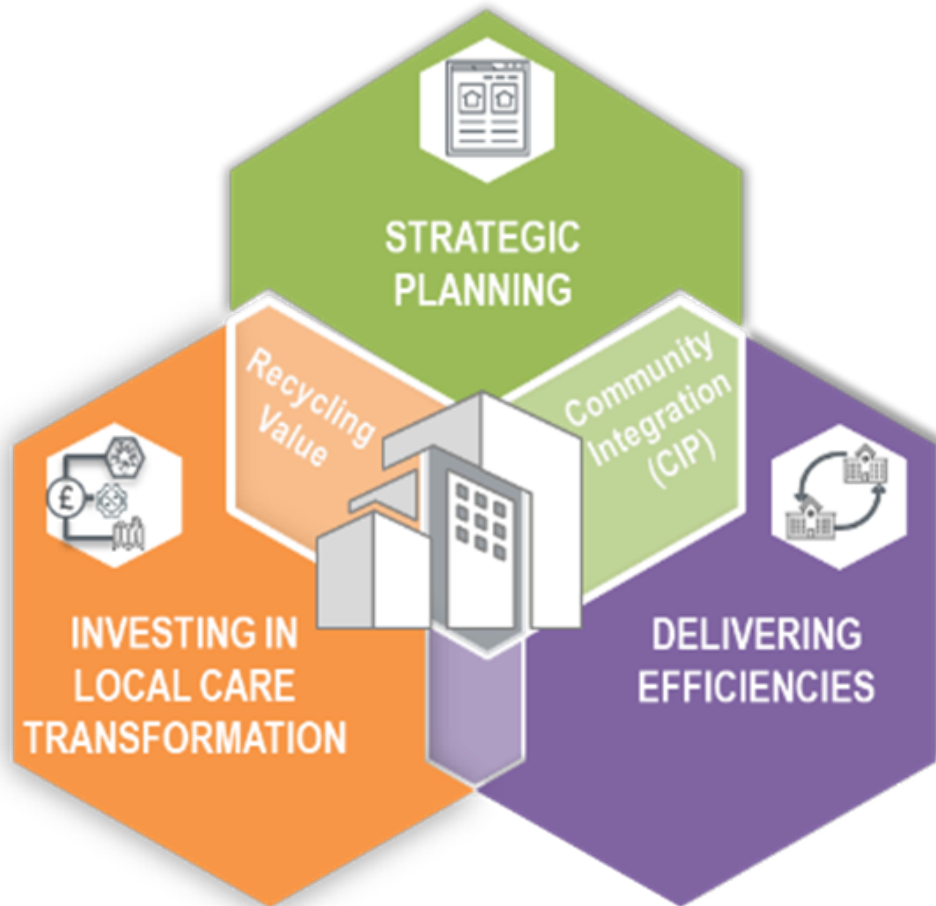 STRATEGIC
PLANNING
Recycling
Value
Community
Integration
(CIP)
£
INVESTING IN
LOCAL CARE
TRANSFORMATION
DELIVERING
EFFICIENCIES